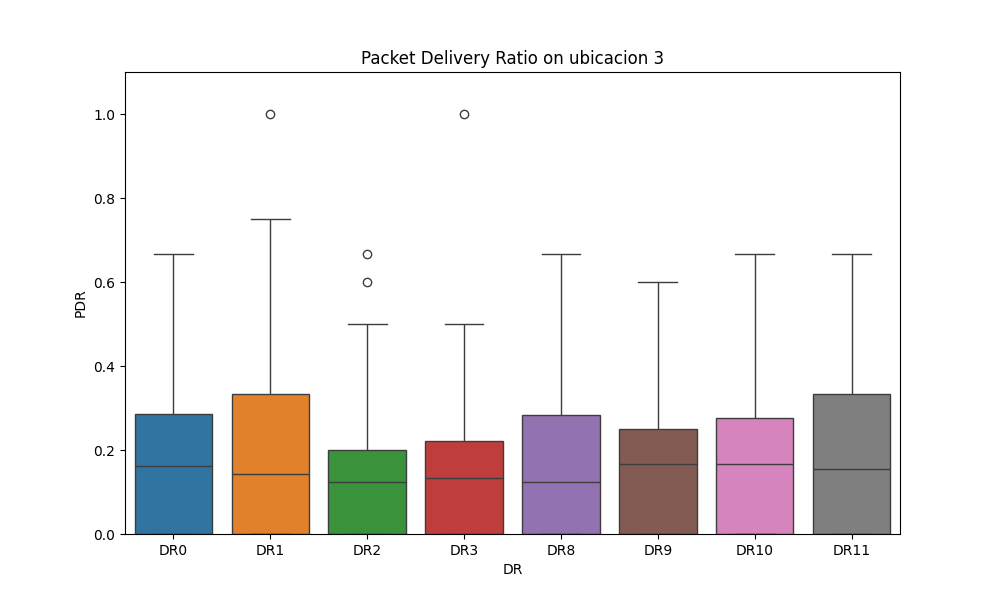 Packet Delivery Ratio on ubicacion 3
PDR
1.0
0.8
0.6
0.4
0.2
0.0
DR0 DR1 DR2 DR3 DR8 DR9 DR10 DR11
DR